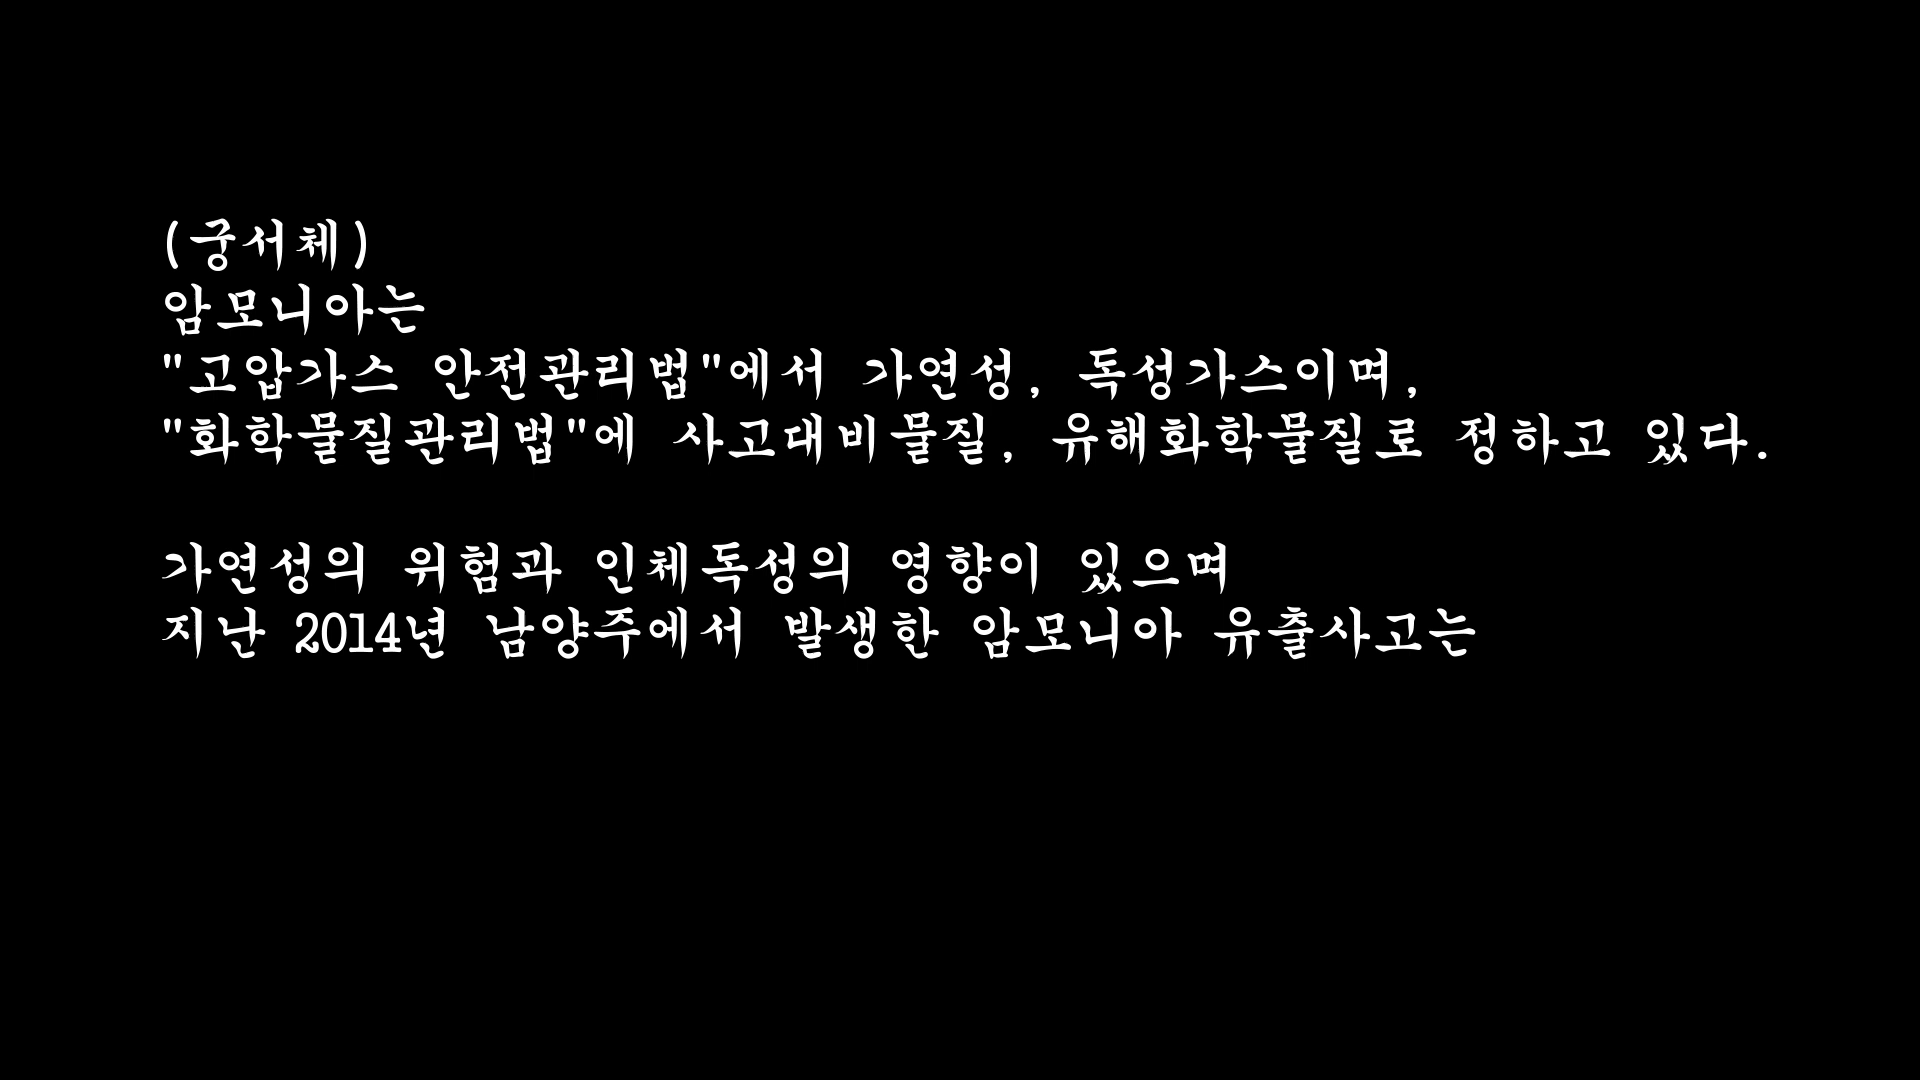 (궁서체)
암모니아는
"고압가스 안전관리법"에서 가연성, 독성가스이며,
"화학물질관리법"에 사고대비물질, 유해화학물질로 정하고 있다.
가연성의 위험과 인체독성의 영향이 있으며
지난 2014년 남양주에서 발생한 암모니아 유출사고는